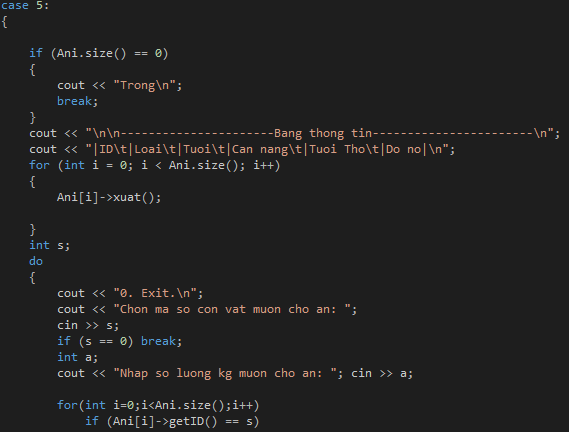 case 5:
{
if (Ani.size() == 0)
{
cout << "Trong\n";
break;
}
cout << "\n\n----------------------Bang thong tin-----------------------\n";
cout << "|ID\t|Loai\t|Tuoi\t|Can nang\t|Tuoi Tho\t|Do no|\n";
for (int i = 0; i < Ani.size(); i++)
{
Ani[i]->xuat();
}
int s;
do
{
cout << "0. Exit.\n";
cout << "Chon ma so con vat muon cho an: ";
cin >> s;
if (s == 0) break;
int a;
cout << "Nhap so luong kg muon cho an: "; cin >> a;
for(int i=0;i<Ani.size();i++)
if (Ani[i]->getID() == s)